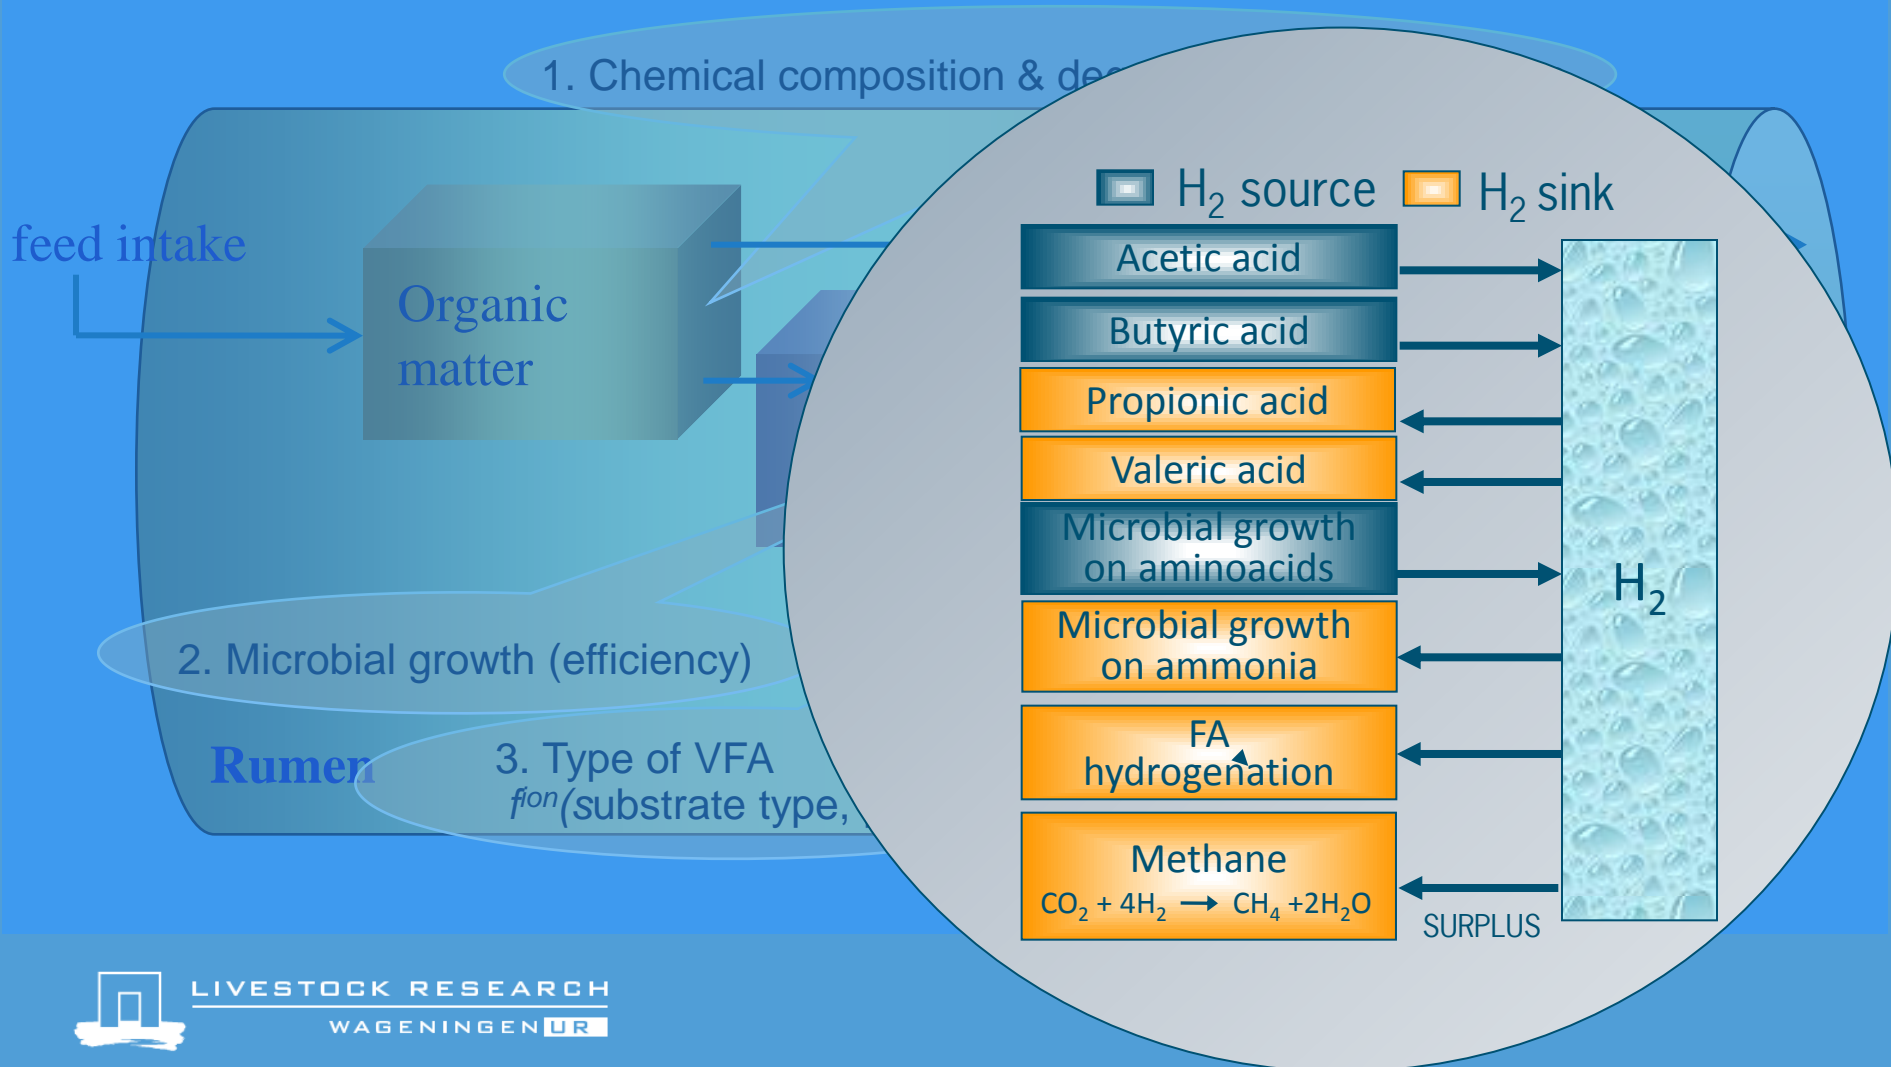 1. Chemical composition &
feed intake
Organic
matter
2. Microbial growth (efficiency)
Rumen
3. Type of VFA
fion(substrate type,
H2 source
H2 sink
Acetic acid
Butyric acid
Propionic acid
Valeric acid
Microbial growth
on aminoacids
Microbial growth
on ammonia
FA
hydrogenation
Methane
CO2 + 4H2 → CH4 +2H2O
SURPLUS
H2
LIVESTOCK RESEARCH
WAGENINGEN UR